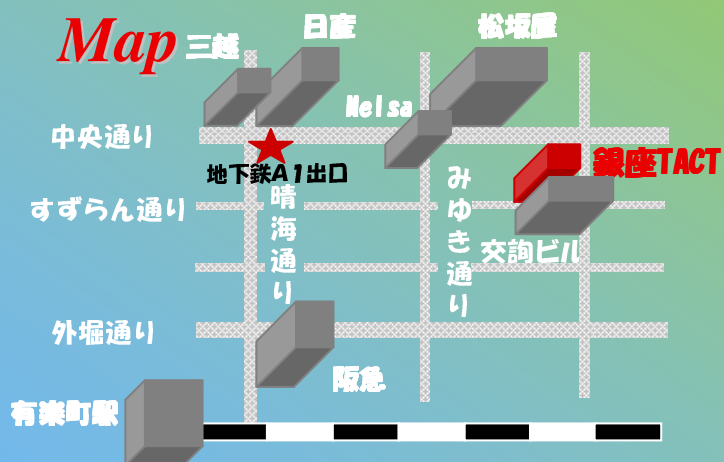 Map
三越
日産
松坂屋
Melsa
中央通り
銀座TACT
地下鉄A1出口
すずらん通り
晴海通り
みゆき通り
交詢ビル
外堀通り
阪急
有楽町駅